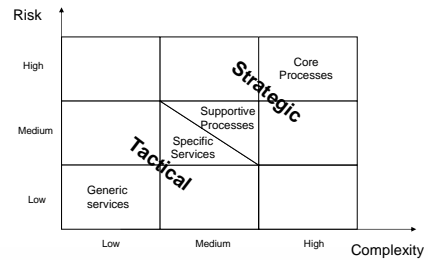 Risk
High
Core
Processes
Strategic
Medium
Supportive
Processes
Specific
Services
Tactical
Low
Generic
services
Low
Medium
High
Complexity